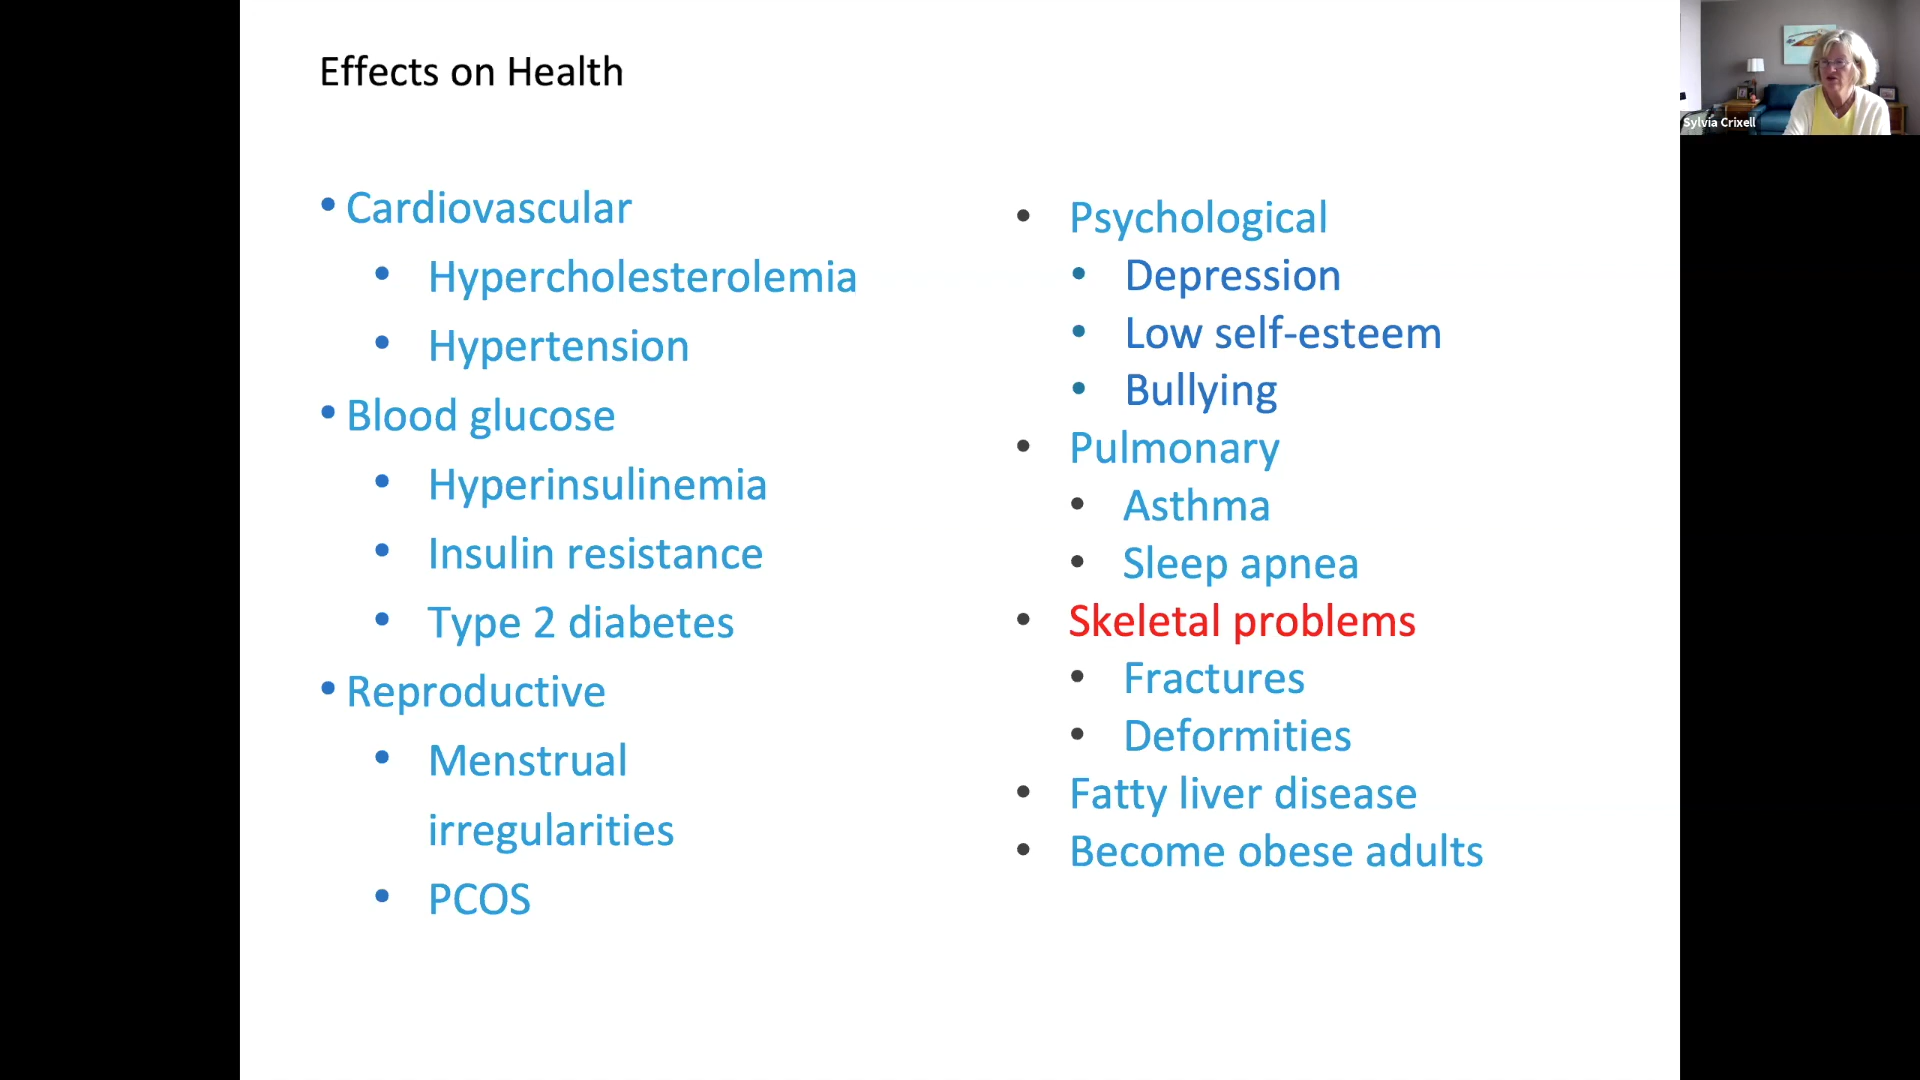 Effects on Health
• Cardiovascular
• Hypercholesterolemia
• Hypertension
• Blood glucose
• Hyperinsulinemia
• Insulin resistance
• Type 2 diabetes
• Reproductive
• Menstrual
irregularities
• PCOS
• Psychological
• Depression
• Low self-esteem
• Bullying
• Pulmonary
• Asthma
• Sleep apnea
• Skeletal problems
• Fractures
• Deformities
• Fatty liver disease
• Become obese adults
Sylvia Crixell